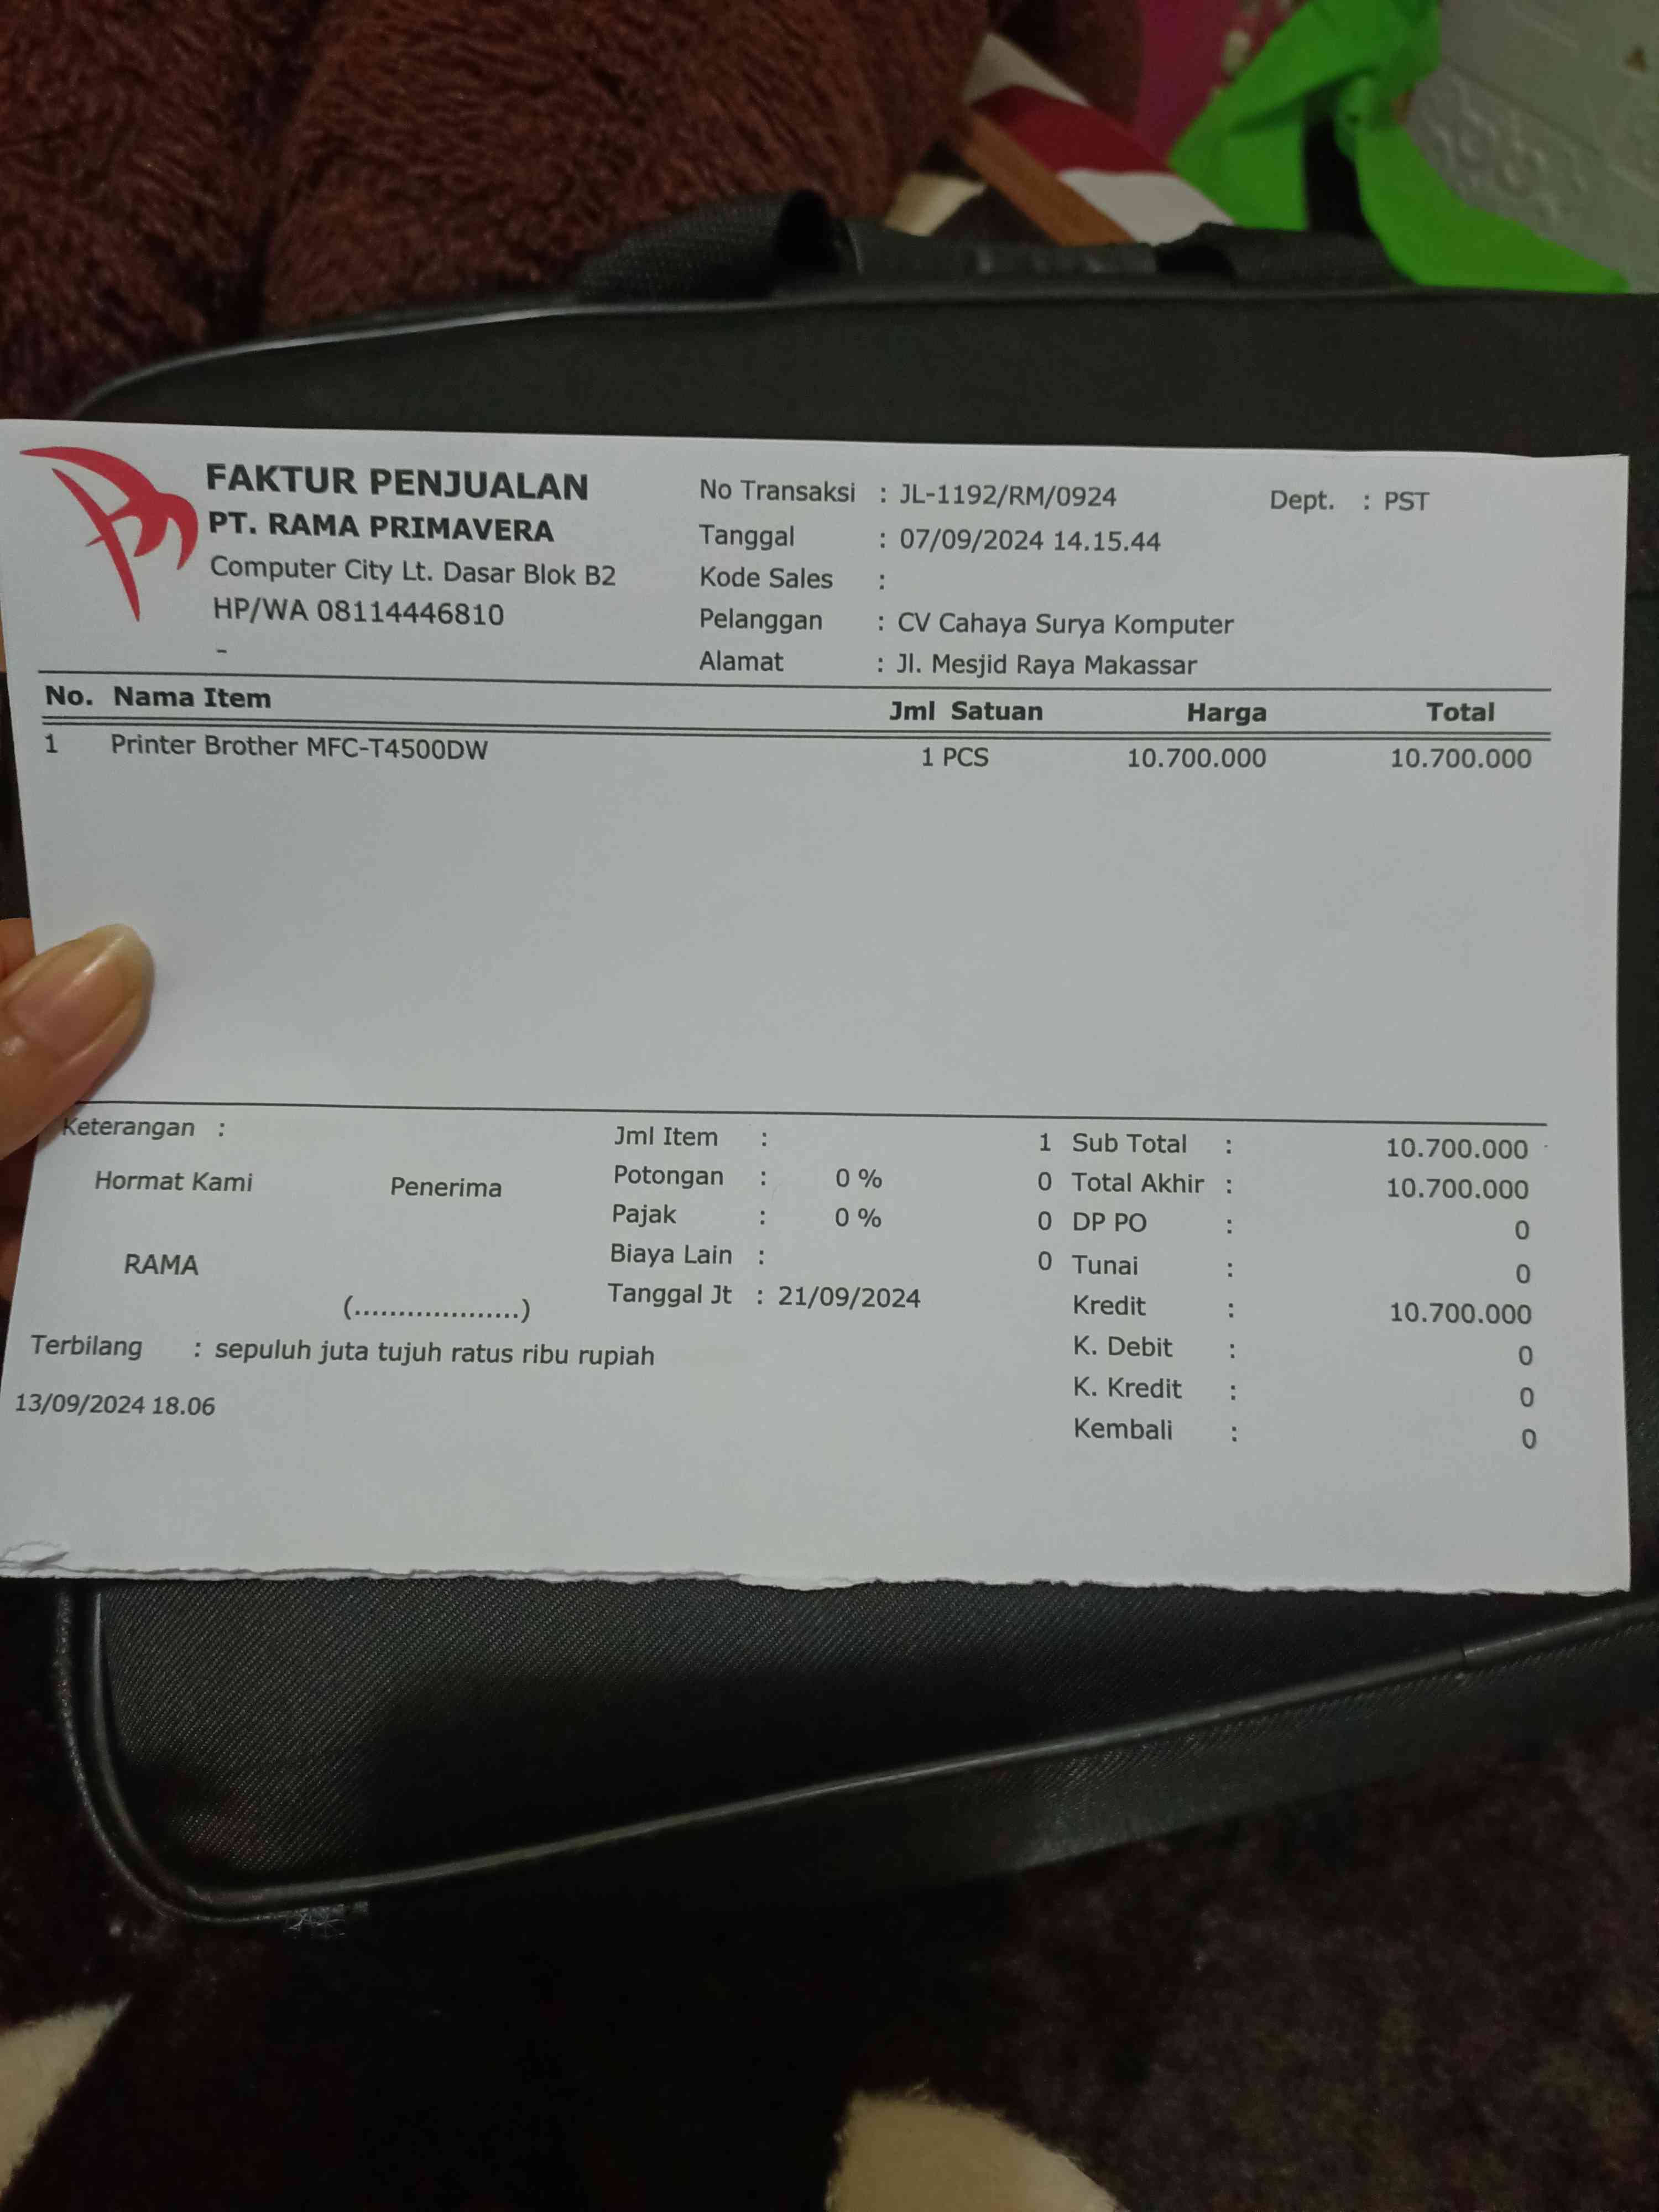 FAKTUR PENJUALAN
PT. RAMA PRIMAVERA
Computer City Lt. Dasar Blok B2
HP/WA 08114446810
-
No Transaksi : JL-1192/RM/0924 Dept. : PST
Tanggal : 07/09/2024 14.15.44
Kode Sales :
Pelanggan : CV Cahaya Surya Komputer
Alamat : Jl. Mesjid Raya Makassar
No. Nama Item Jml Satuan Harga Total
1 Printer Brother MFC-T4500DW 1 PCS 10.700.000 10.700.000
Keterangan :
Hormat Kami Penerima
RAMA
(...................)
Jml Item : 1
Potongan : 0 % 0
Pajak : 0 % 0
Biaya Lain : 0
Tanggal Jt : 21/09/2024
Sub Total : 10.700.000
Total Akhir : 10.700.000
DP PO : 0
Tunai : 0
Kredit : 10.700.000
K. Debit : 0
K. Kredit : 0
Kembali : 0
Terbilang : sepuluh juta tujuh ratus ribu rupiah
13/09/2024 18.06